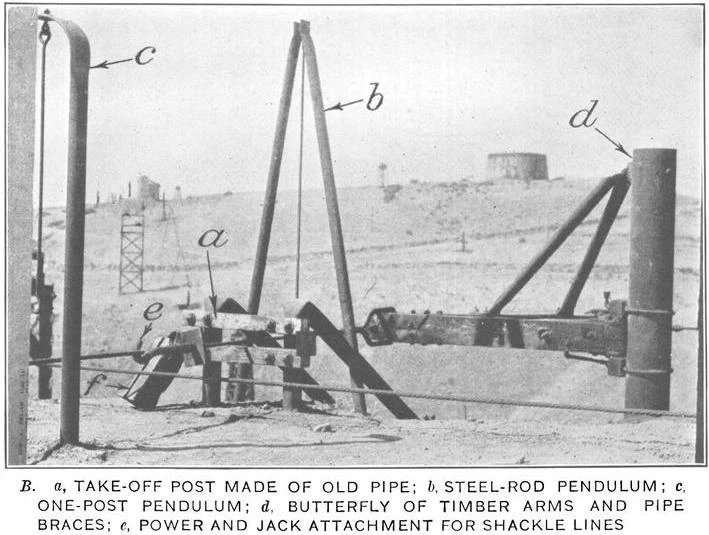 c
b
d
a
e
f
B. a, TAKE-OFF POST MADE OF OLD PIPE; b, STEEL-ROD PENDULUM; c,
ONE-POST PENDULUM; d, BUTTERFLY OF TIMBER ARMS AND PIPE
BRACES; e, POWER AND JACK ATTACHMENT FOR SHACKLE LINES